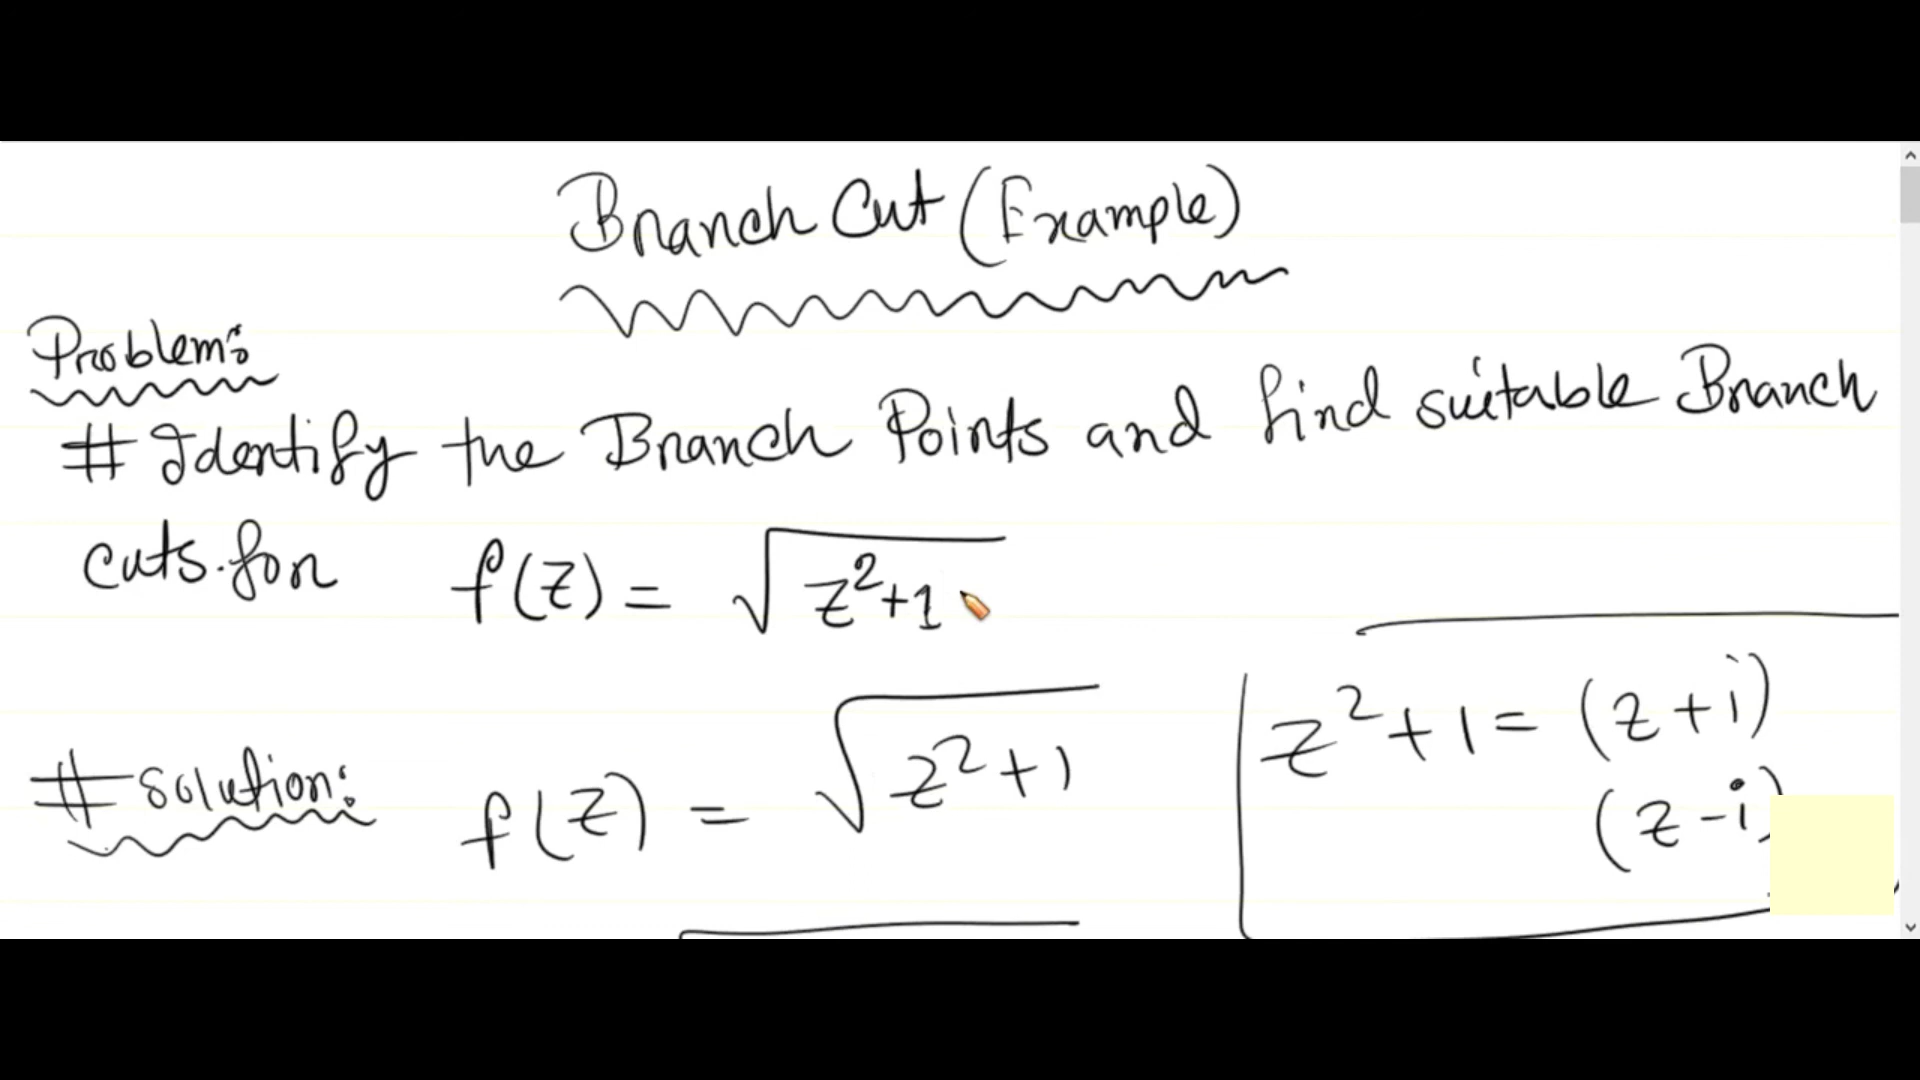 Branch Cut (Example)
Problem:
# Identify the Branch Points and find suitable Branch
cuts. for f(z) = √z²+1
# Solution: f(z) = √z²+1
z²+1 = (z+i)
(z-i)